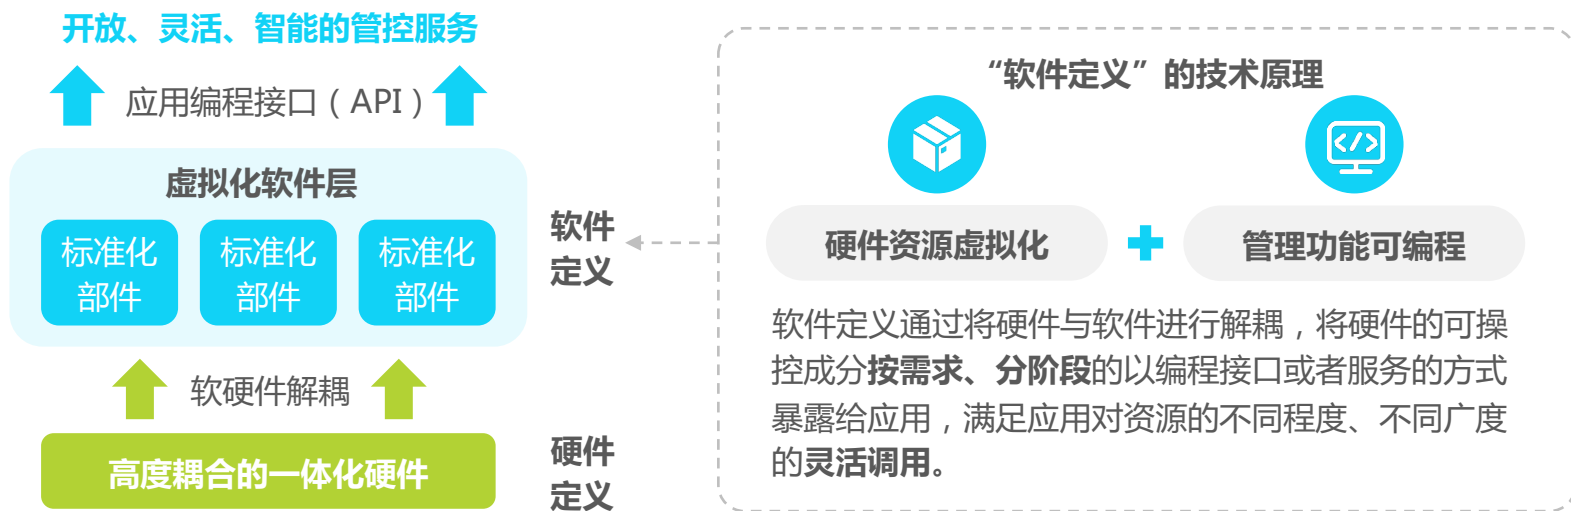 开放、灵活、智能的管控服务
应用编程接口（API）
虚拟化软件层
标准化
部件
标准化
部件
标准化
部件
软件
定义
软硬件解耦
高度耦合的一体化硬件
硬件
定义
“软件定义”的技术原理
</>
硬件资源虚拟化
管理功能可编程
软件定义通过将硬件与软件进行解耦，将硬件的可操
控成分按需求、分阶段的以编程接口或者服务的方式
暴露给应用，满足应用对资源的不同程度、不同广度
的灵活调用。